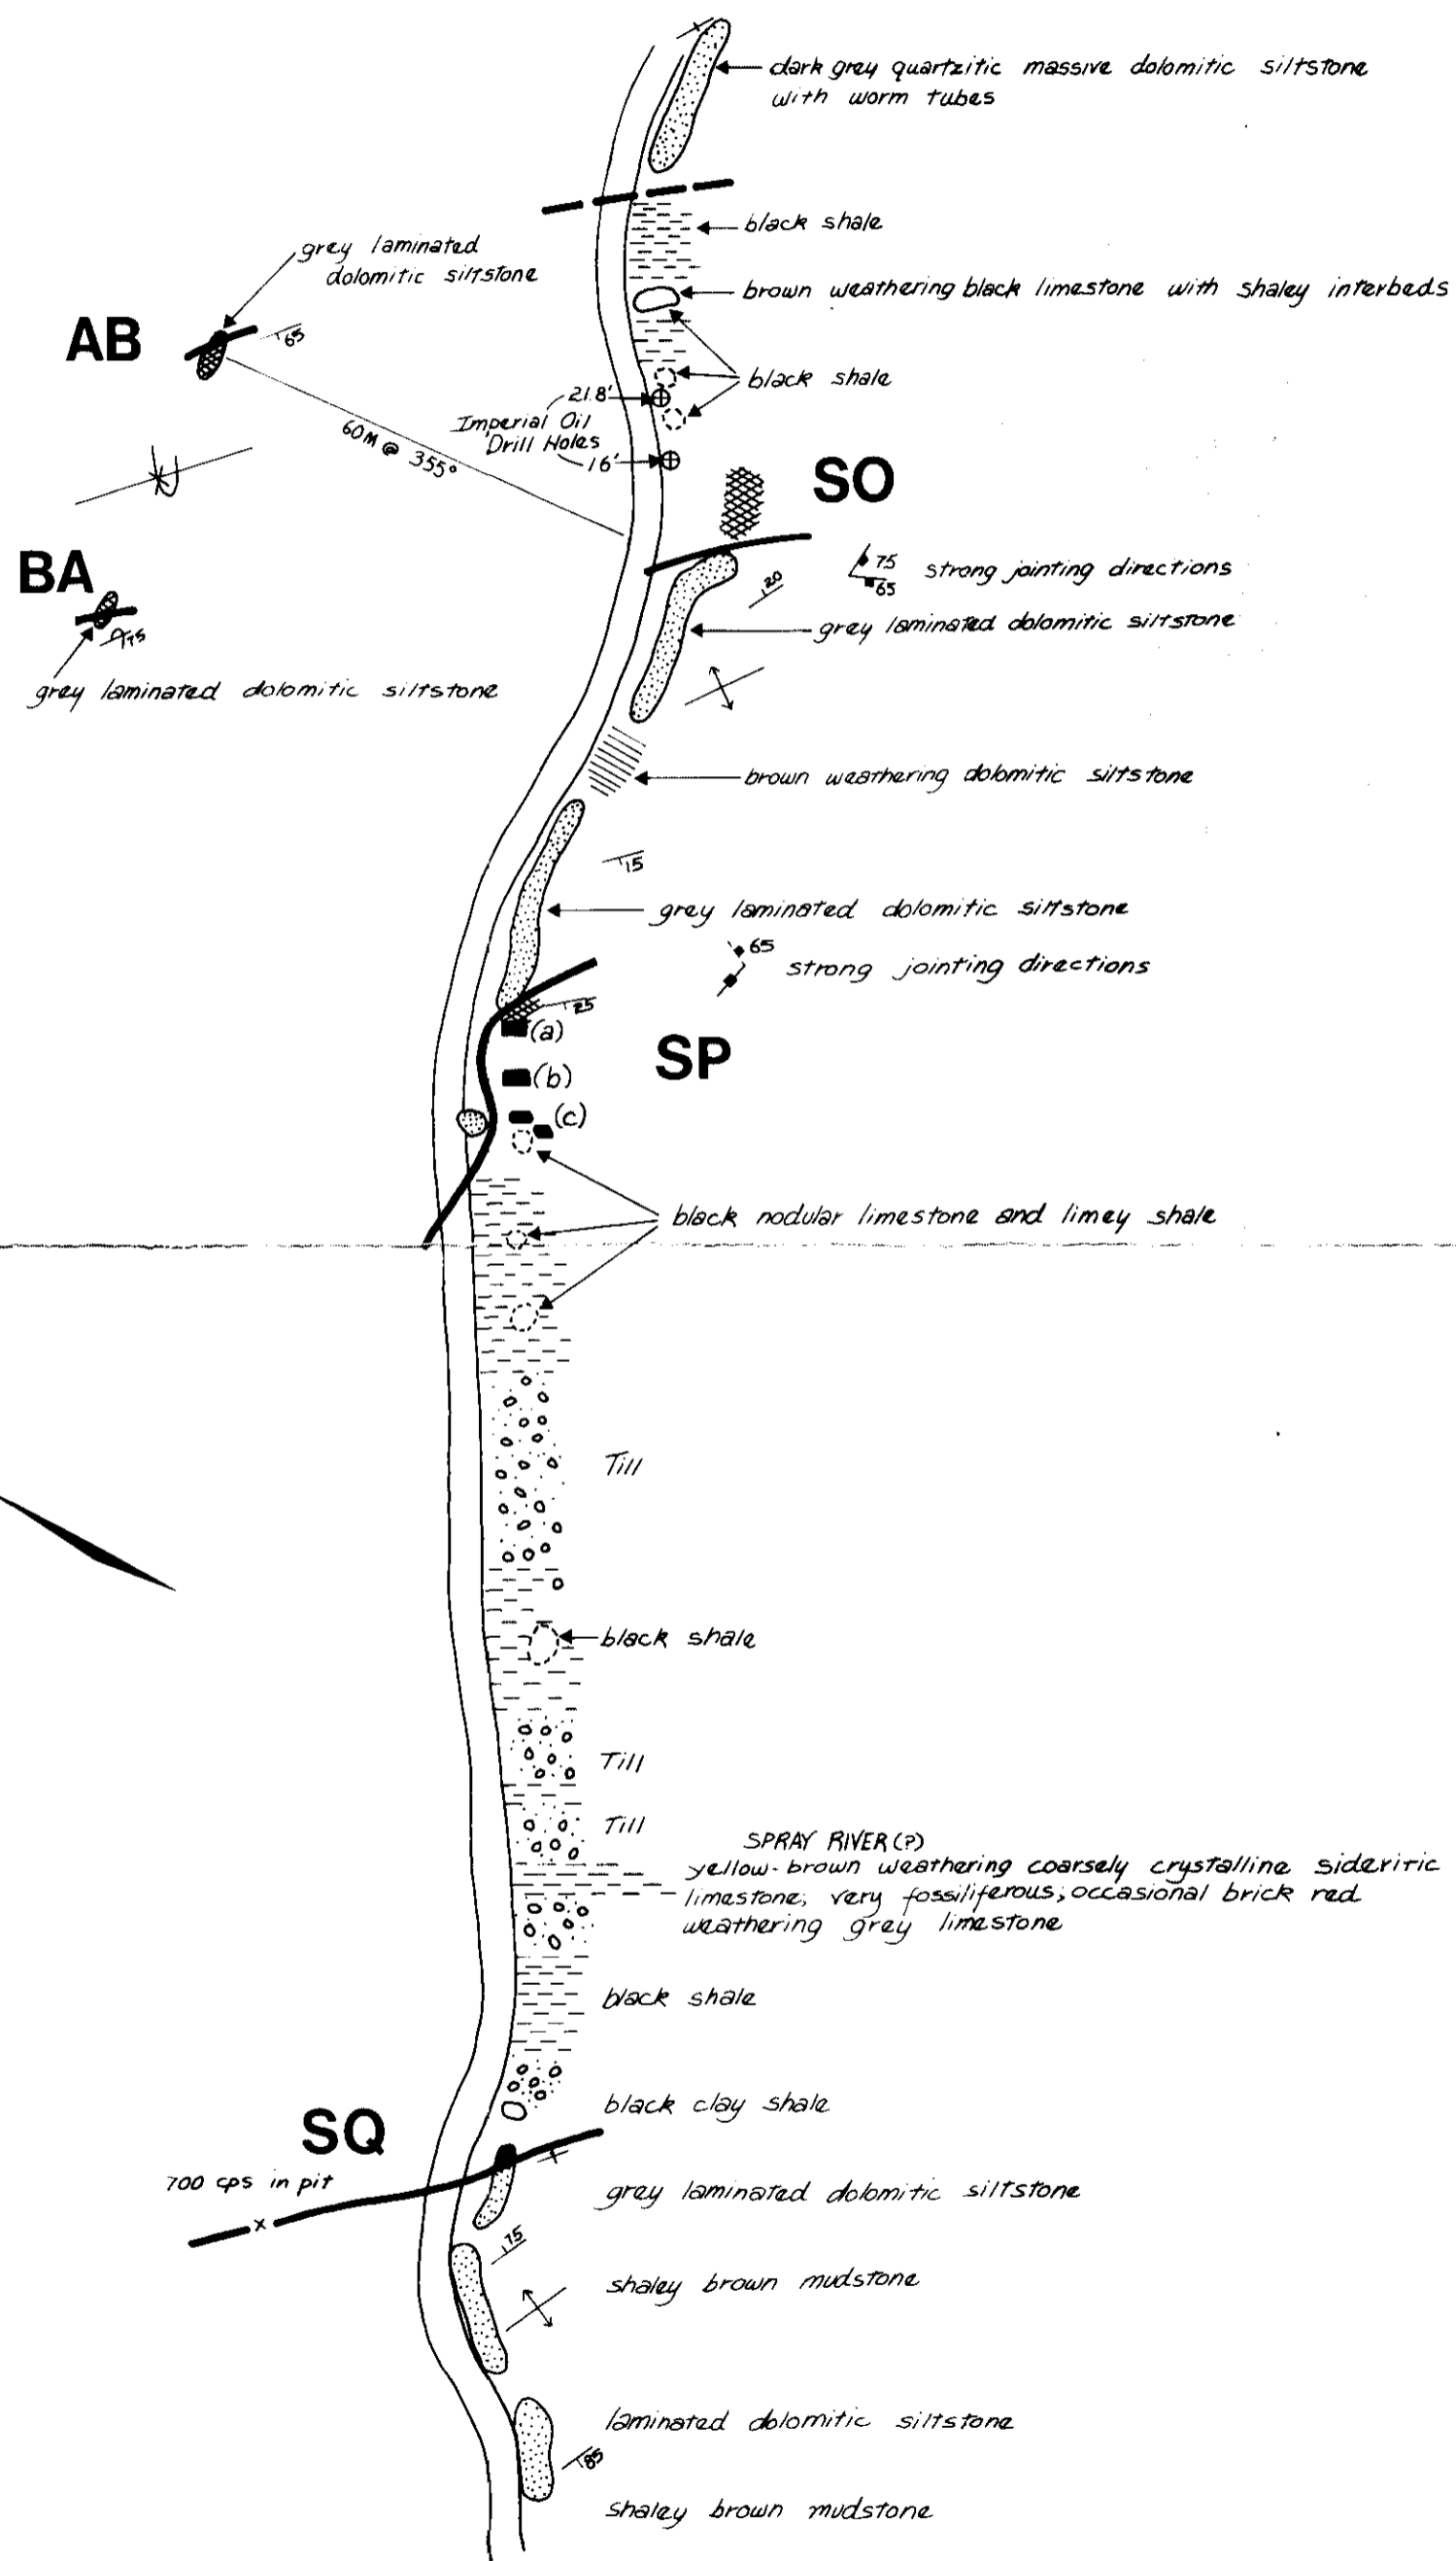 dark grey quartzitic massive dolomitic siltstone
with worm tubes
black shale
grey laminated
dolomitic siltstone
brown weathering black limestone with shaley interbeds
AB
65
black shale
21.8'
Imperial Oil
Drill Holes
16'
60M @ 355°
SO
BA
75
65
strong jointing directions
20
75
grey laminated dolomitic siltstone
grey laminated dolomitic siltstone
brown weathering dolomitic siltstone
15
grey laminated dolomitic siltstone
65
strong jointing directions
25
(a)
SP
(b)
(c)
black nodular limestone and limey shale
Till
black shale
Till
Till
SPRAY RIVER (?)
yellow-brown weathering coarsely crystalline sideritic
limestone; very fossiliferous; occasional brick red
weathering grey limestone
black shale
black clay shale
SQ
700 cps in pit
x
grey laminated dolomitic siltstone
75
shaley brown mudstone
laminated dolomitic siltstone
85
shaley brown mudstone